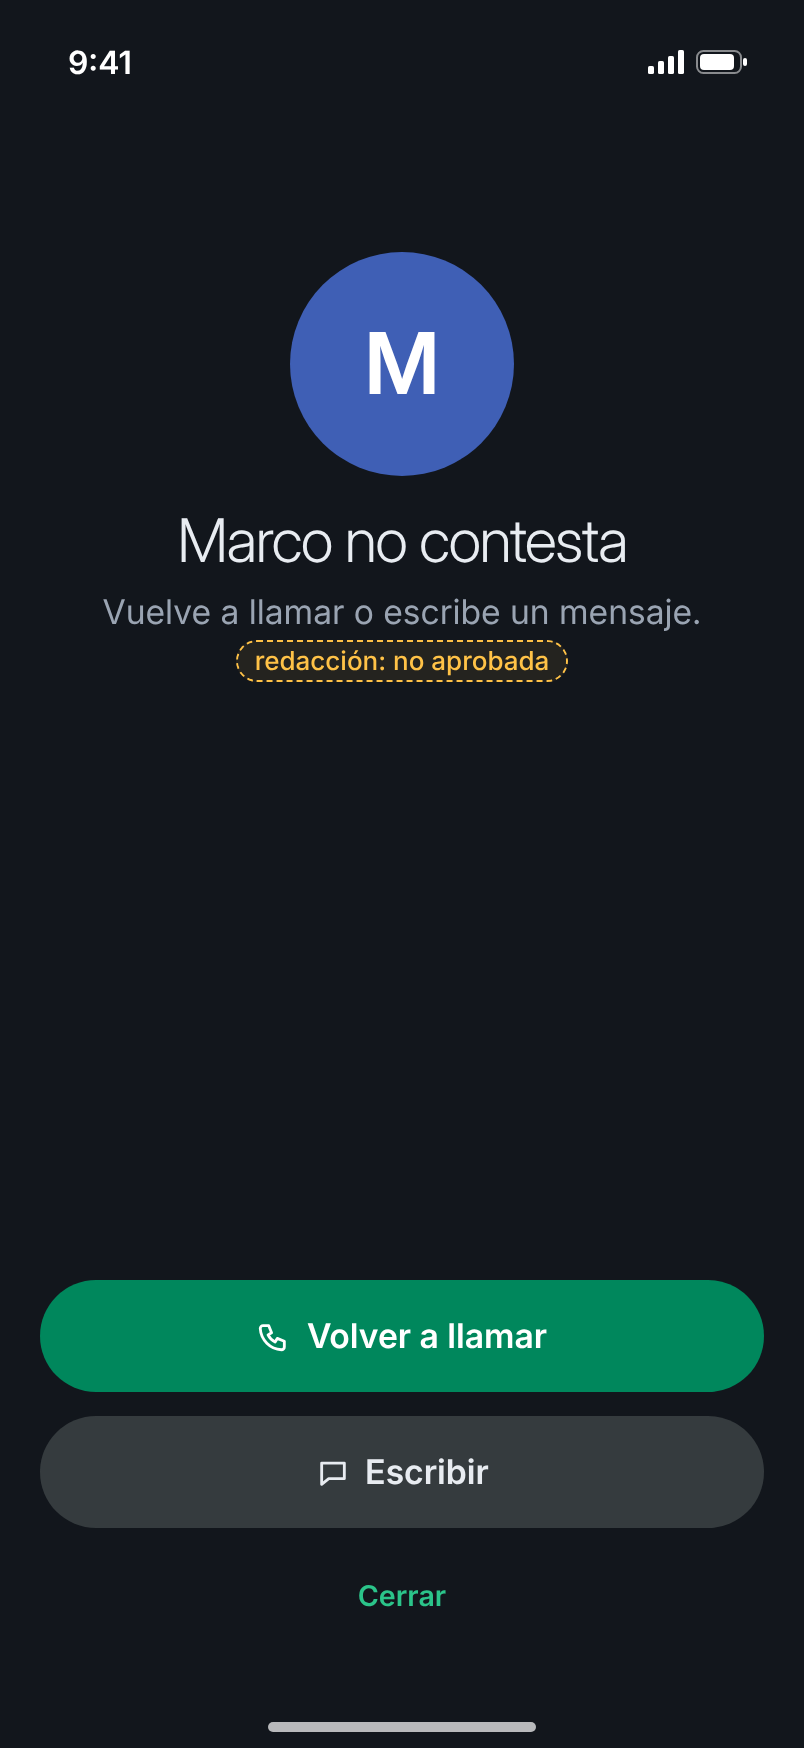 9:41
M
Marco no contesta
Vuelve a llamar o escribe un mensaje.
redacción: no aprobada
Volver a llamar
Escribir
Cerrar